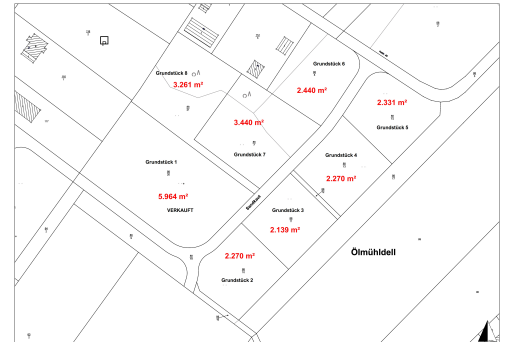 Grundstück 6
2.440 m²
Grundstück 8
3.261 m²
2.331 m²
Grundstück 5
3.440 m²
Grundstück 7
Grundstück 4
2.270 m²
Grundstück 1
5.964 m²
VERKAUFT
Sandkaut
Grundstück 3
2.139 m²
2.270 m²
Grundstück 2
Ölmühldell